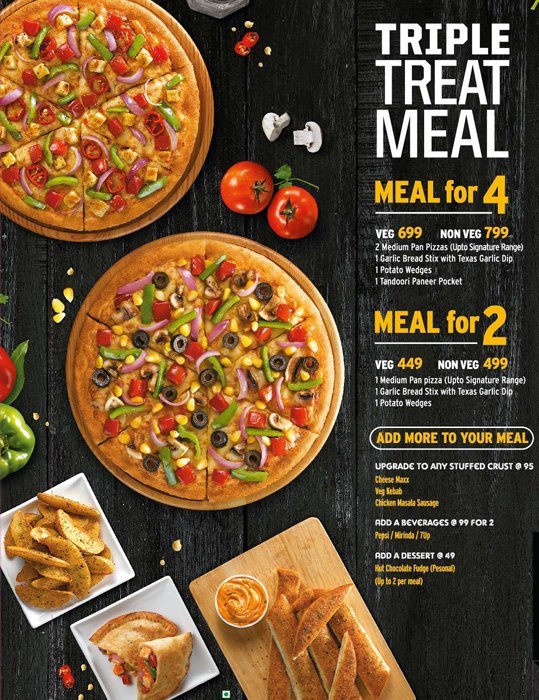 TRIPLE
TREAT
MEAL
MEAL for 4
VEG 699 NON VEG 799
2 Medium Pan Pizzas (Upto Signature Range)
1 Garlic Bread Stix with Texas Garlic Dip
1 Potato Wedges
1 Tandoori Paneer Pocket
MEAL for 2
VEG 449 NON VEG 499
1 Medium Pan pizza (Upto Signature Range)
1 Garlic Bread Stix with Texas Garlic Dip
1 Potato Wedges
ADD MORE TO YOUR MEAL
UPGRADE TO ANY STUFFED CRUST @ 95
Cheese Maxx
Veg Kebab
Chicken Masala Sausage
ADD A BEVERAGES @ 99 FOR 2
Pepsi / Mirinda / 7Up
ADD A DESSERT @ 49
Hot Chocolate Fudge (Pesonal)
(Up to 2 per meal)